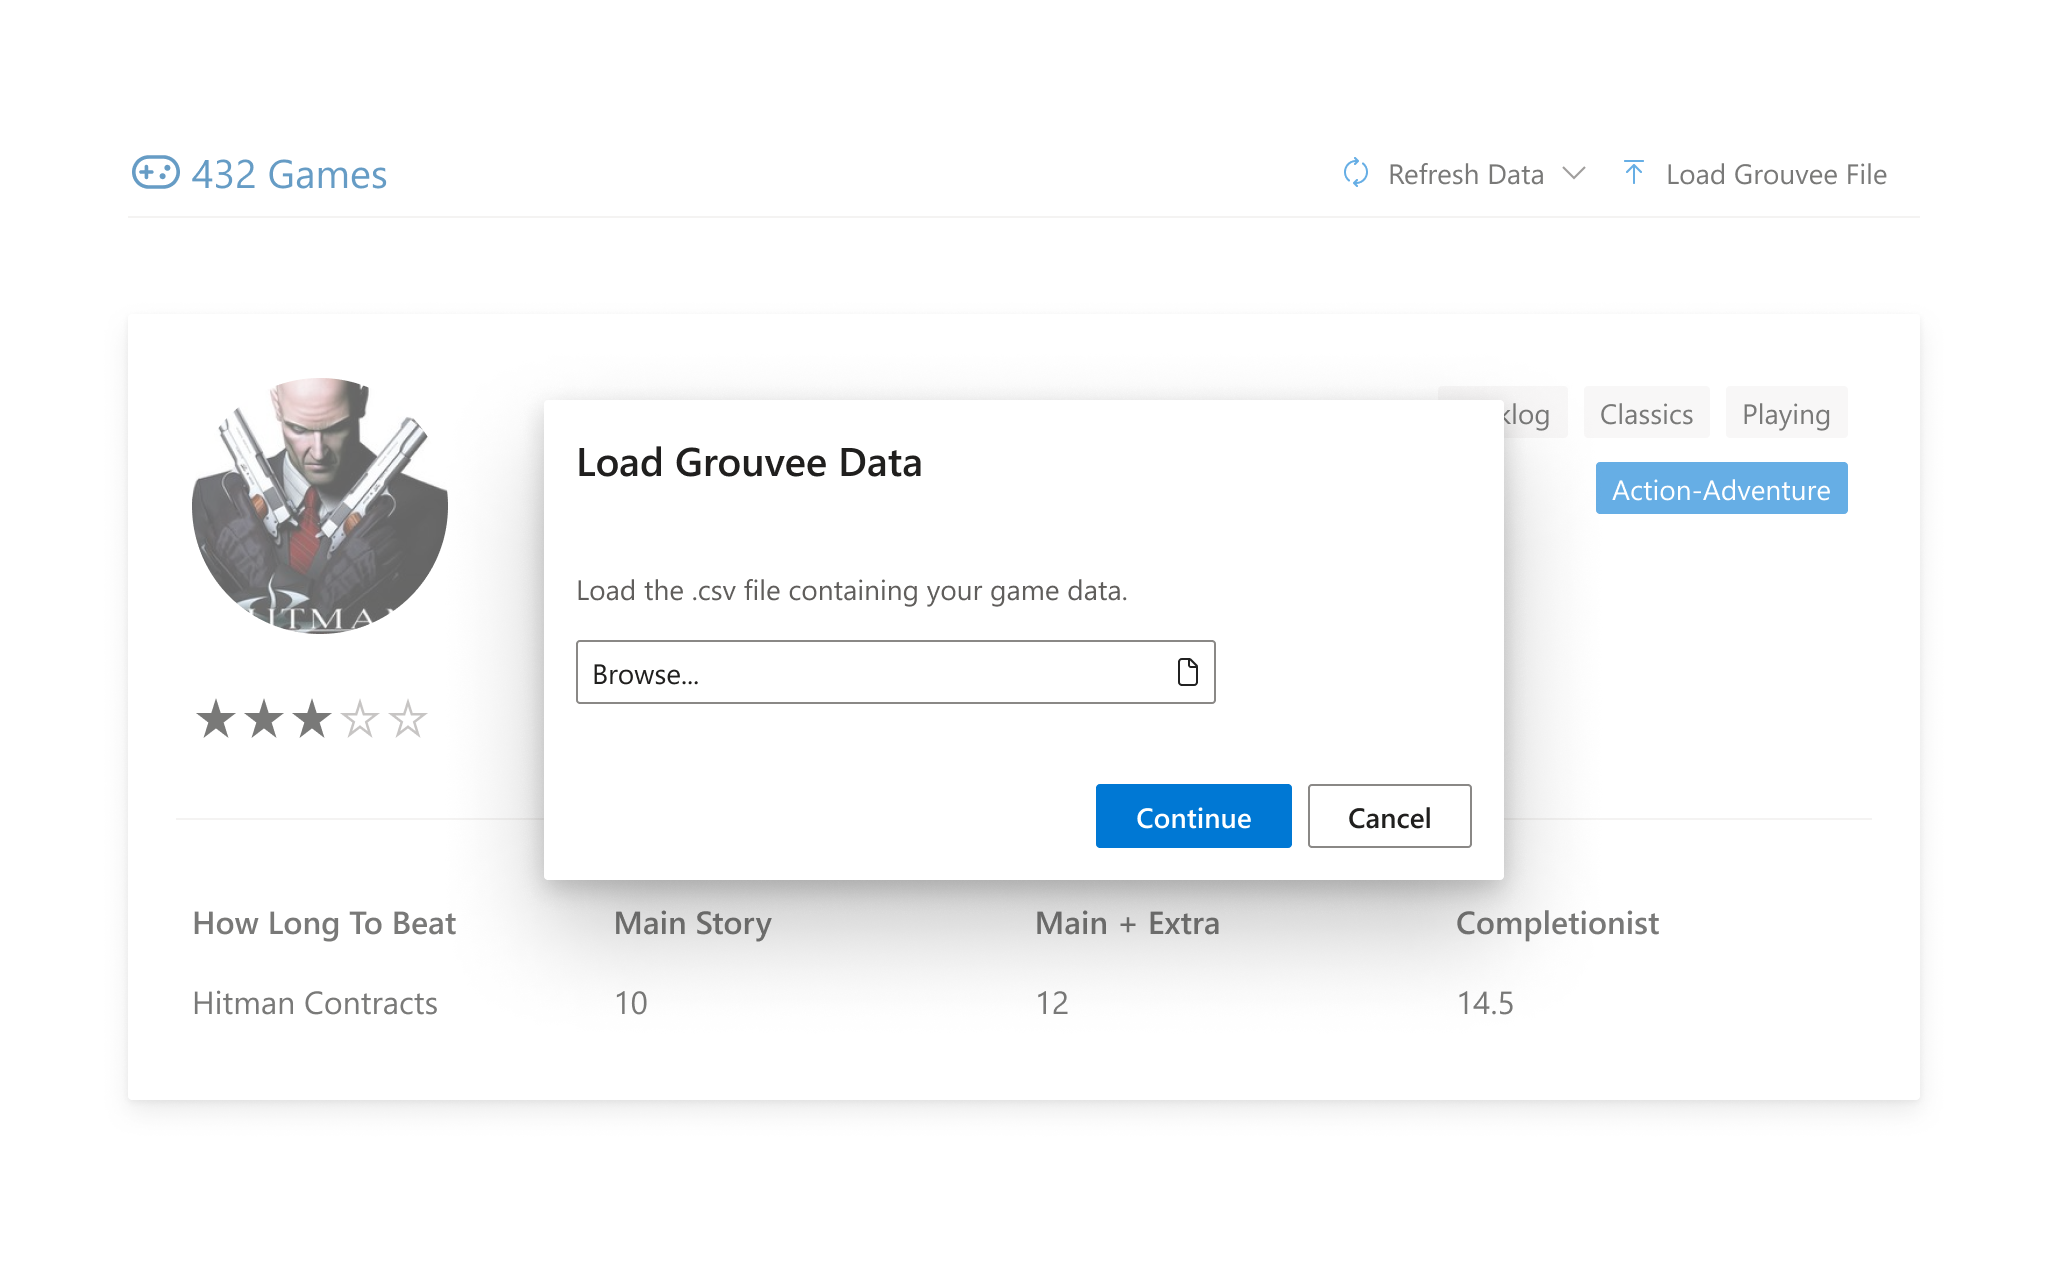 432 Games
Refresh Data
Load Grouvee File
Classics
Playing
Action-Adventure
Load Grouvee Data
Load the .csv file containing your game data.
Browse...
Continue
Cancel
How Long To Beat
Main Story
Main + Extra
Completionist
Hitman Contracts
10
12
14.5